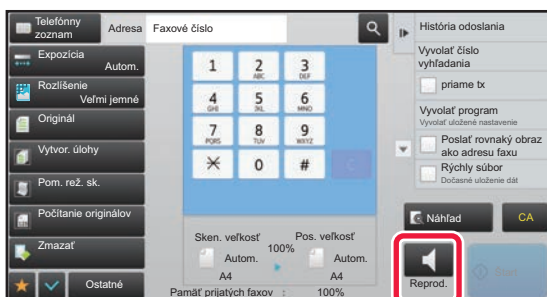 Telefónny
zoznam
Adresa
Faxové číslo
Expozícia
Autom.
Rozlíšenie
Veľmi jemné
Originál
Vytvor. úlohy
Pom. rež. sk.
Počítanie originálov
Zmazať
Ostatné
1
2
ABC
3
DEF
4
GHI
5
JKL
6
MNO
7
PQRS
8
TUV
9
WXYZ
0
#
C
Sken. veľkosť
100%
Pos. veľkosť
Autom.
A4
Autom.
A4
Pamäť prijatých faxov : 100%
História odoslania
Vyvolať číslo
vyhľadania
priame tx
Vyvolať program
Vyvolať uložené nastavenie
Poslať rovnaký obraz
ako adresu faxu
Rýchly súbor
Dočasné uloženie dát
Náhľad
CA
Reprod.
Start